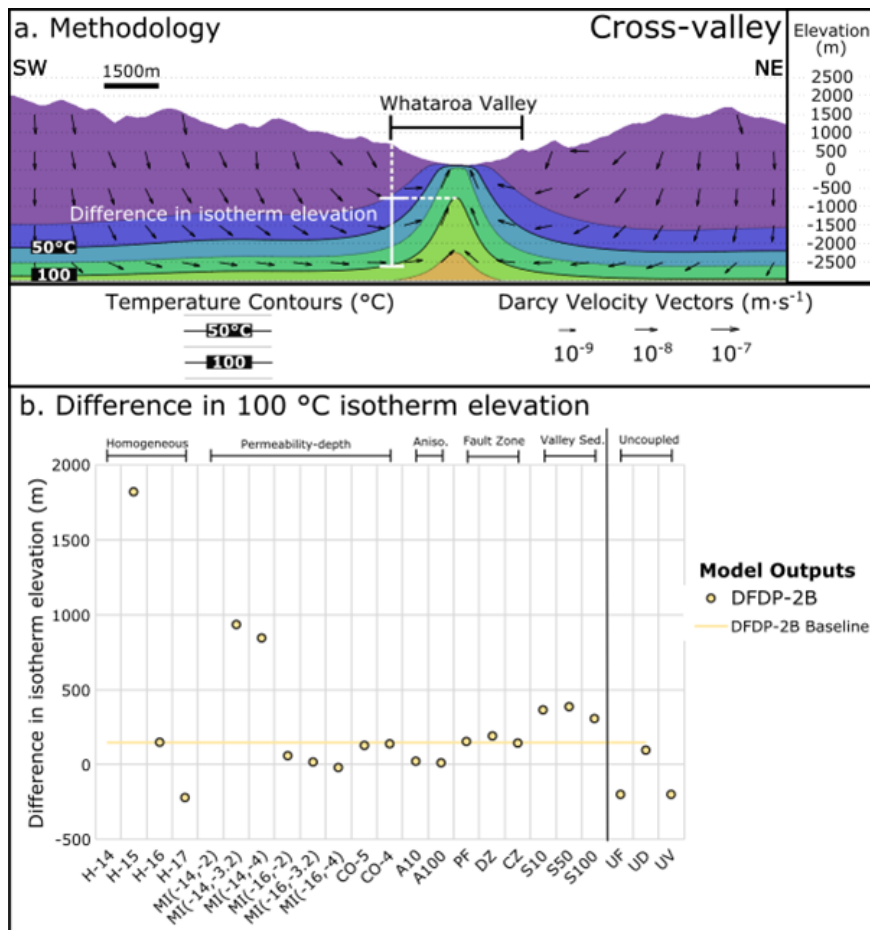 a. Methodology
Cross-valley
Elevation
(m)
SW
1500m
NE
Whataroa Valley
2500
2000
1500
1000
500
0
-500
-1000
-1500
-2000
-2500
Difference in isotherm elevation
50°C
100
Temperature Contours (°C)
50°C
100
Darcy Velocity Vectors (m·s-1)
10-9
10-8
10-7
b. Difference in 100 °C isotherm elevation
Homogeneous
Permeability-depth
Aniso.
Fault Zone
Valley Sed.
Uncoupled
Difference in isotherm elevation (m)
2000
1500
1000
500
0
-500
Model Outputs
DFDP-2B
DFDP-2B Baseline
H-14
H-15
H-16
H-17
MI(-14,-2)
MI(-14,-3.2)
MI(-14,-4)
MI(-16,-2)
MI(-16,-3.2)
MI(-16,-4)
CO-5
CO-4
A10
A100
PF
DZ
CZ
S10
S50
S100
UF
UD
UV